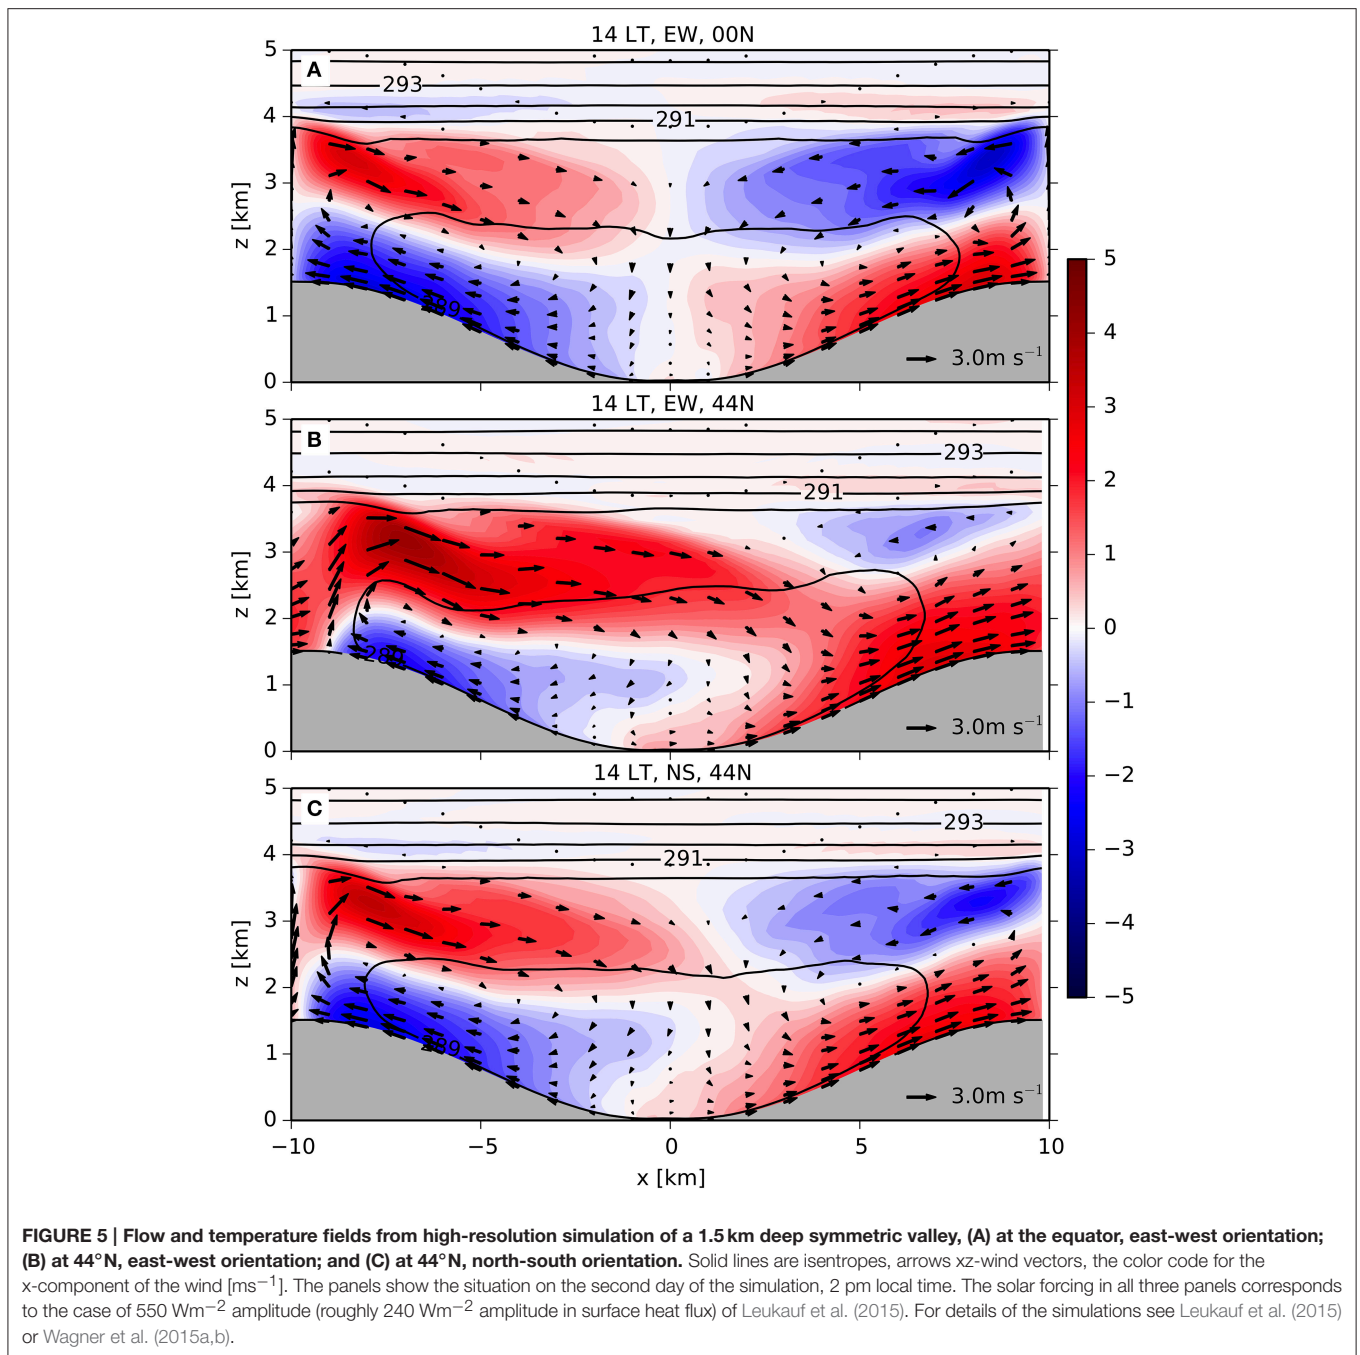 14 LT, EW, 00N
A
5
4
3
2
1
0
z [km]
293
291
289
3.0m s⁻¹
14 LT, EW, 44N
B
5
4
3
2
1
0
z [km]
293
291
289
3.0m s⁻¹
14 LT, NS, 44N
C
5
4
3
2
1
0
z [km]
293
291
289
3.0m s⁻¹
−10 −5 0 5 10
x [km]
5
4
3
2
1
0
−1
−2
−3
−4
−5
FIGURE 5 | Flow and temperature fields from high-resolution simulation of a 1.5 km deep symmetric valley, (A) at the equator, east-west orientation;
(B) at 44°N, east-west orientation; and (C) at 44°N, north-south orientation. Solid lines are isentropes, arrows xz-wind vectors, the color code for the
x-component of the wind [ms⁻¹]. The panels show the situation on the second day of the simulation, 2 pm local time. The solar forcing in all three panels corresponds
to the case of 550 Wm⁻² amplitude (roughly 240 Wm⁻² amplitude in surface heat flux) of Leukauf et al. (2015). For details of the simulations see Leukauf et al. (2015)
or Wagner et al. (2015a,b).